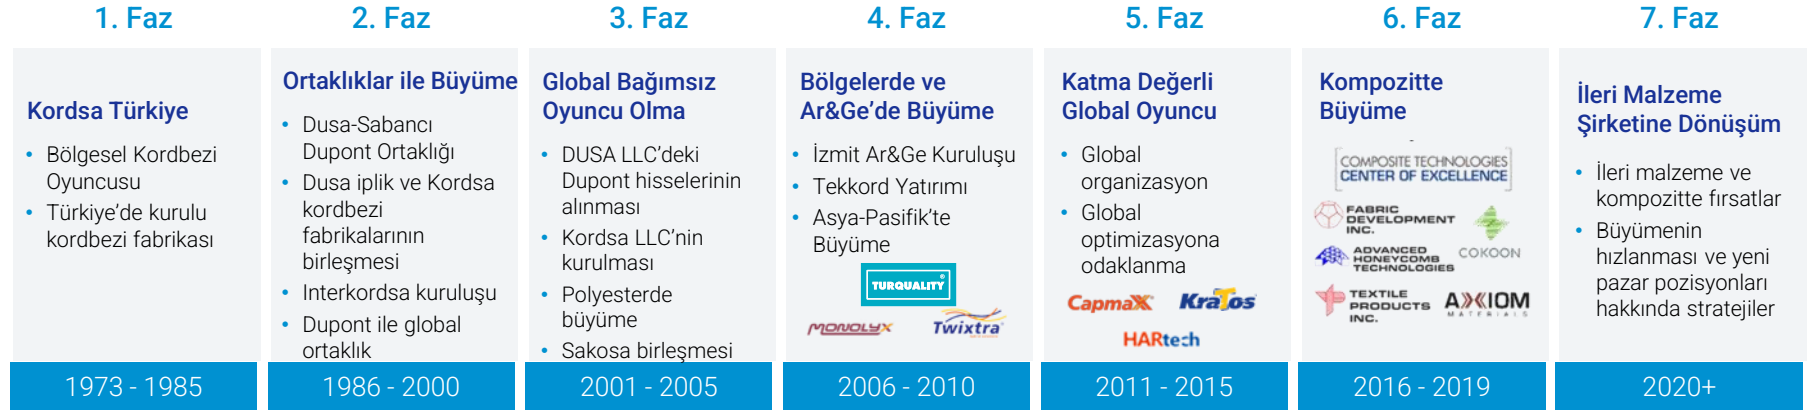 1. Faz
Kordsa Türkiye
• Bölgesel Kordbezi
Oyuncusu
• Türkiye’de kurulu
kordbezi fabrikası
1973 - 1985
2. Faz
Ortaklıklar ile Büyüme
• Dusa-Sabancı
Dupont Ortaklığı
• Dusa iplik ve Kordsa
kordbezi
fabrikalarının
birleşmesi
• Interkordsa kuruluşu
• Dupont ile global
ortaklık
1986 - 2000
3. Faz
Global Bağımsız
Oyuncu Olma
• DUSA LLC’deki
Dupont hisselerinin
alınması
• Kordsa LLC’nin
kurulması
• Polyesterde
büyüme
• Sakosa birleşmesi
2001 - 2005
4. Faz
Bölgelerde ve
Ar&Ge’de Büyüme
• İzmit Ar&Ge Kuruluşu
• Tekkord Yatırımı
• Asya-Pasifik’te
Büyüme
TURQUALITY®
MONOLYX
Twixtra
2006 - 2010
5. Faz
Katma Değerli
Global Oyuncu
• Global
organizasyon
• Global
optimizasyona
odaklanma
CapmaX
KraTos
HARtech
2011 - 2015
6. Faz
Kompozitte
Büyüme
COMPOSITE TECHNOLOGIES
CENTER OF EXCELLENCE
FABRIC
DEVELOPMENT
INC.
COKOON
ADVANCED
HONEYCOMB
TECHNOLOGIES
TEXTILE
PRODUCTS
INC.
AXIOM
MATERIALS
2016 - 2019
7. Faz
İleri Malzeme
Şirketine Dönüşüm
• İleri malzeme ve
kompozitte fırsatlar
• Büyümenin
hızlanması ve yeni
pazar pozisyonları
hakkında stratejiler
2020+